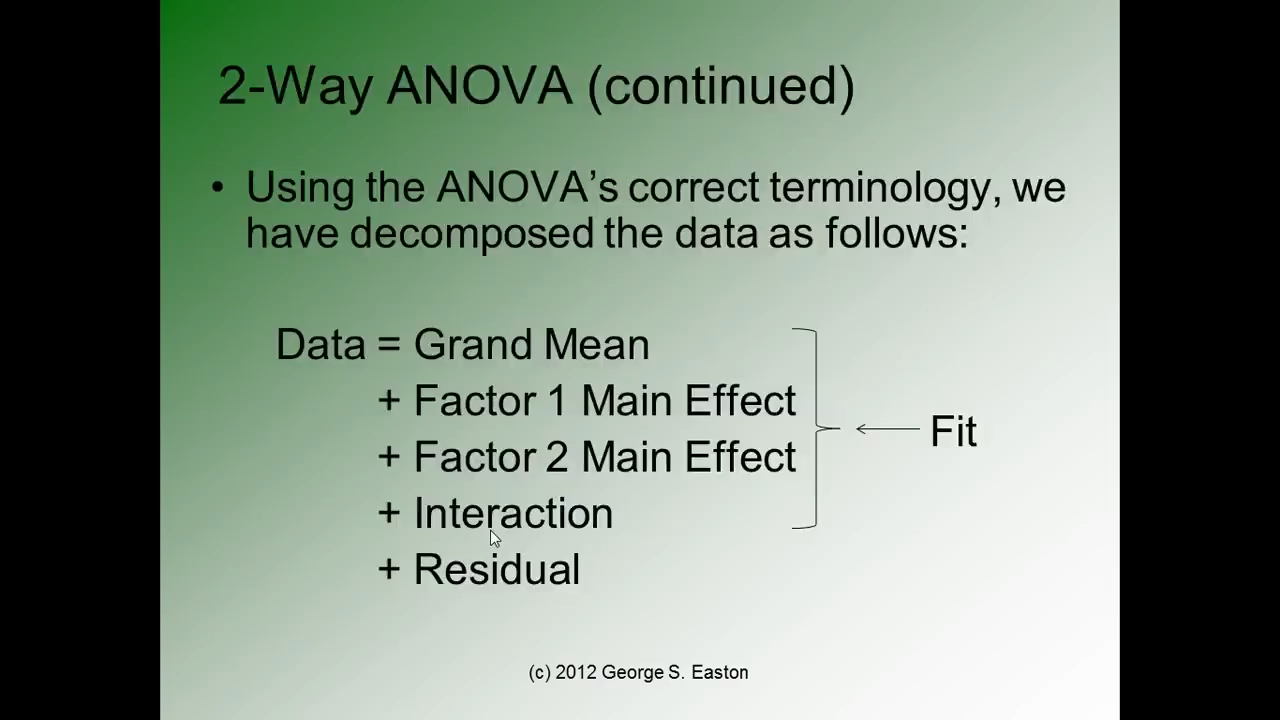 2-Way ANOVA (continued)
• Using the ANOVA's correct terminology, we
have decomposed the data as follows:
Data = Grand Mean
+ Factor 1 Main Effect
+ Factor 2 Main Effect
+ Interaction
+ Residual
Fit
(c) 2012 George S. Easton